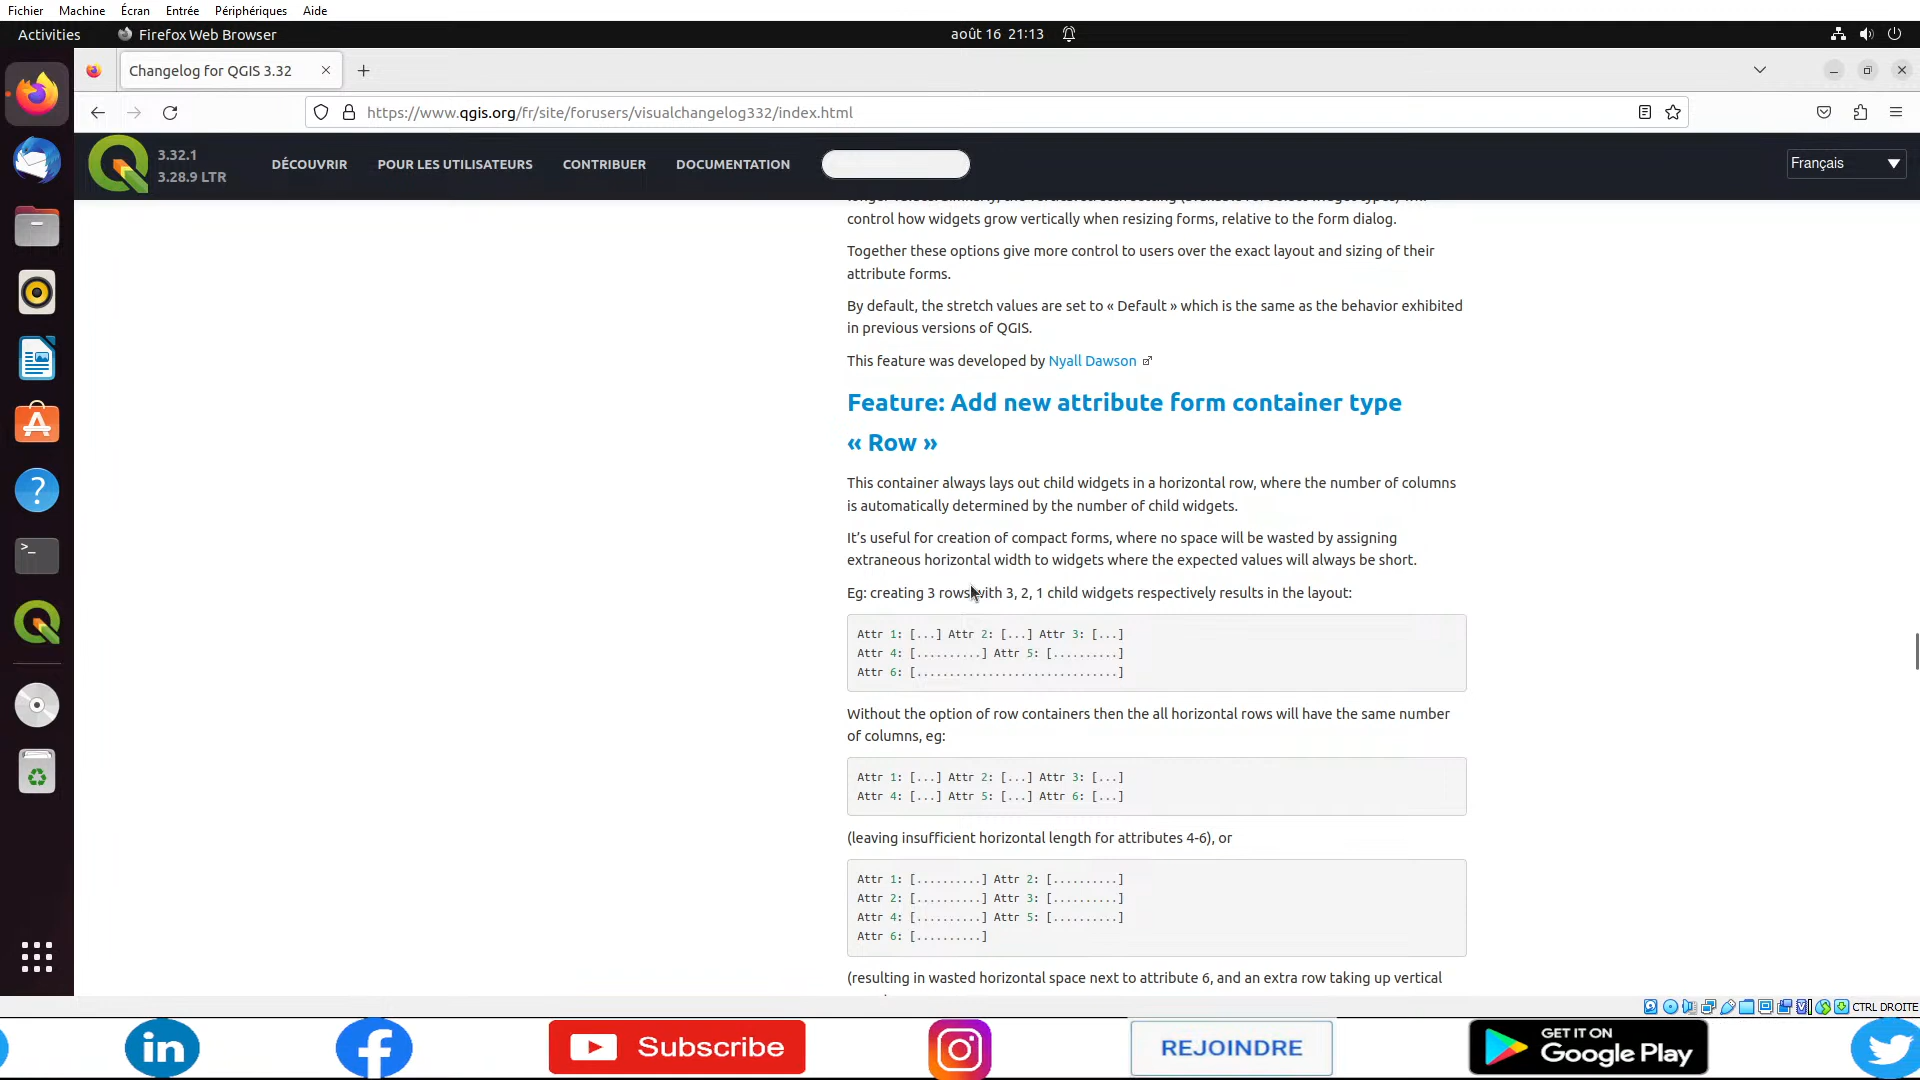 Fichier Machine Écran Entrée Périphériques Aide
Activities Firefox Web Browser août 16 21:13
Changelog for QGIS 3.32
https://www.qgis.org/fr/site/forusers/visualchangelog332/index.html
3.32.1
3.28.9 LTR
DÉCOUVRIR POUR LES UTILISATEURS CONTRIBUER DOCUMENTATION Français
control how widgets grow vertically when resizing forms, relative to the form dialog.
Together these options give more control to users over the exact layout and sizing of their
attribute forms.
By default, the stretch values are set to « Default » which is the same as the behavior exhibited
in previous versions of QGIS.
This feature was developed by Nyall Dawson
Feature: Add new attribute form container type
« Row »
This container always lays out child widgets in a horizontal row, where the number of columns
is automatically determined by the number of child widgets.
It’s useful for creation of compact forms, where no space will be wasted by assigning
extraneous horizontal width to widgets where the expected values will always be short.
Eg: creating 3 rows with 3, 2, 1 child widgets respectively results in the layout:
Attr 1: [...] Attr 2: [...] Attr 3: [...]
Attr 4: [..........] Attr 5: [..........]
Attr 6: [...............................]
Without the option of row containers then the all horizontal rows will have the same number
of columns, eg:
Attr 1: [...] Attr 2: [...] Attr 3: [...]
Attr 4: [...] Attr 5: [...] Attr 6: [...]
(leaving insufficient horizontal length for attributes 4-6), or
Attr 1: [..........] Attr 2: [..........]
Attr 2: [..........] Attr 3: [..........]
Attr 4: [..........] Attr 5: [..........]
Attr 6: [..........]
(resulting in wasted horizontal space next to attribute 6, and an extra row taking up vertical
CTRL DROITE
in Subscribe REJOINDRE GET IT ON
Google Play